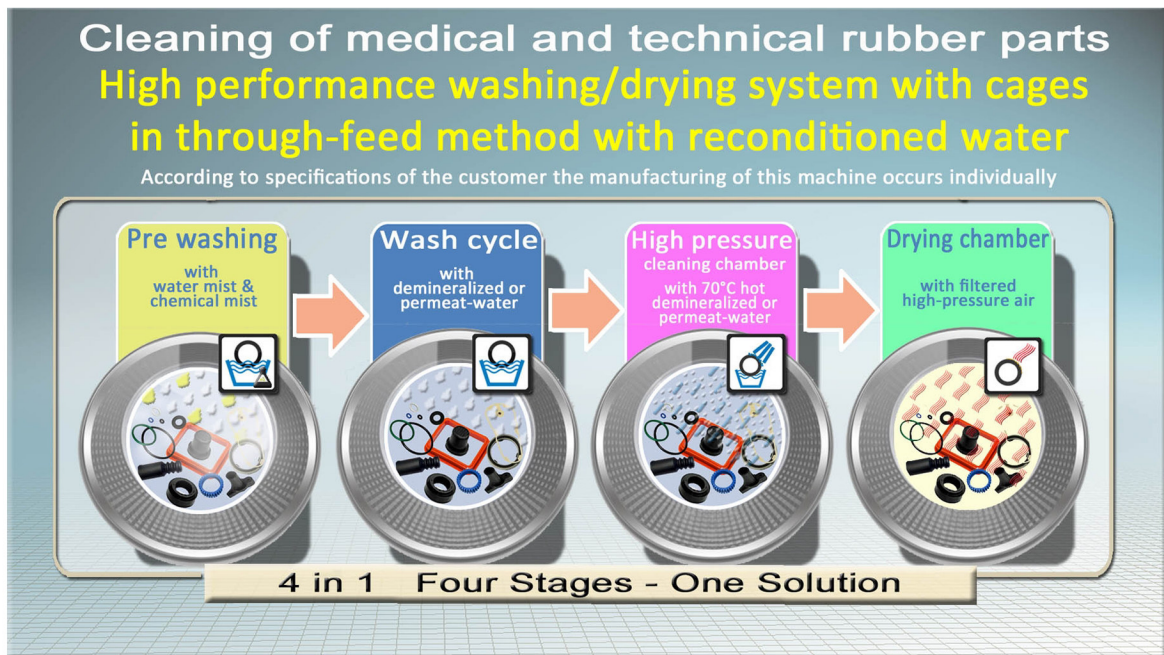 Cleaning of medical and technical rubber parts
High performance washing/drying system with cages
in through-feed method with reconditioned water
According to specifications of the customer the manufacturing of this machine occurs individually
Pre washing
with
water mist &
chemical mist
Wash cycle
with
demineralized or
permeat-water
High pressure
cleaning chamber
with 70°C hot
demineralized or
permeat-water
Drying chamber
with filtered
high-pressure air
4 in 1 Four Stages - One Solution